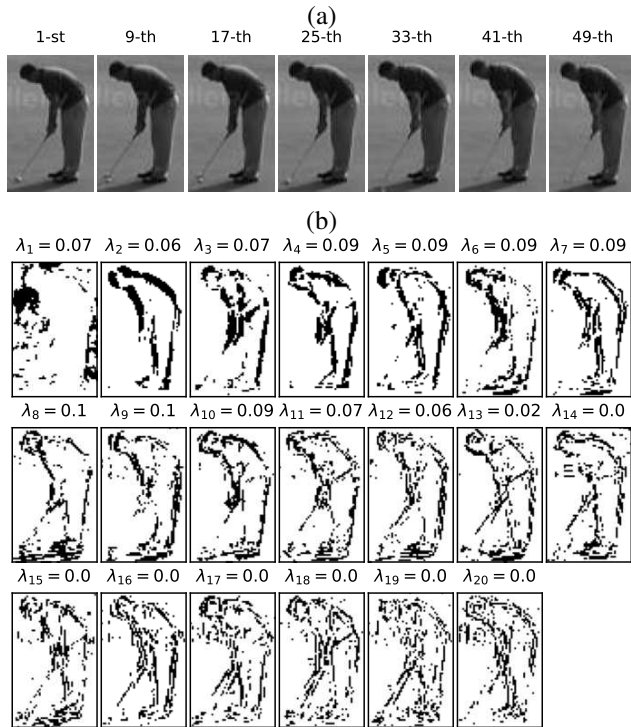 (a)
1-st 9-th 17-th 25-th 33-th 41-th 49-th
(b)
λ₁ = 0.07 λ₂ = 0.06 λ₃ = 0.07 λ₄ = 0.09 λ₅ = 0.09 λ₆ = 0.09 λ₇ = 0.09
λ₈ = 0.1 λ₉ = 0.1 λ₁₀ = 0.09 λ₁₁ = 0.07 λ₁₂ = 0.06 λ₁₃ = 0.02 λ₁₄ = 0.0
λ₁₅ = 0.0 λ₁₆ = 0.0 λ₁₇ = 0.0 λ₁₈ = 0.0 λ₁₉ = 0.0 λ₂₀ = 0.0